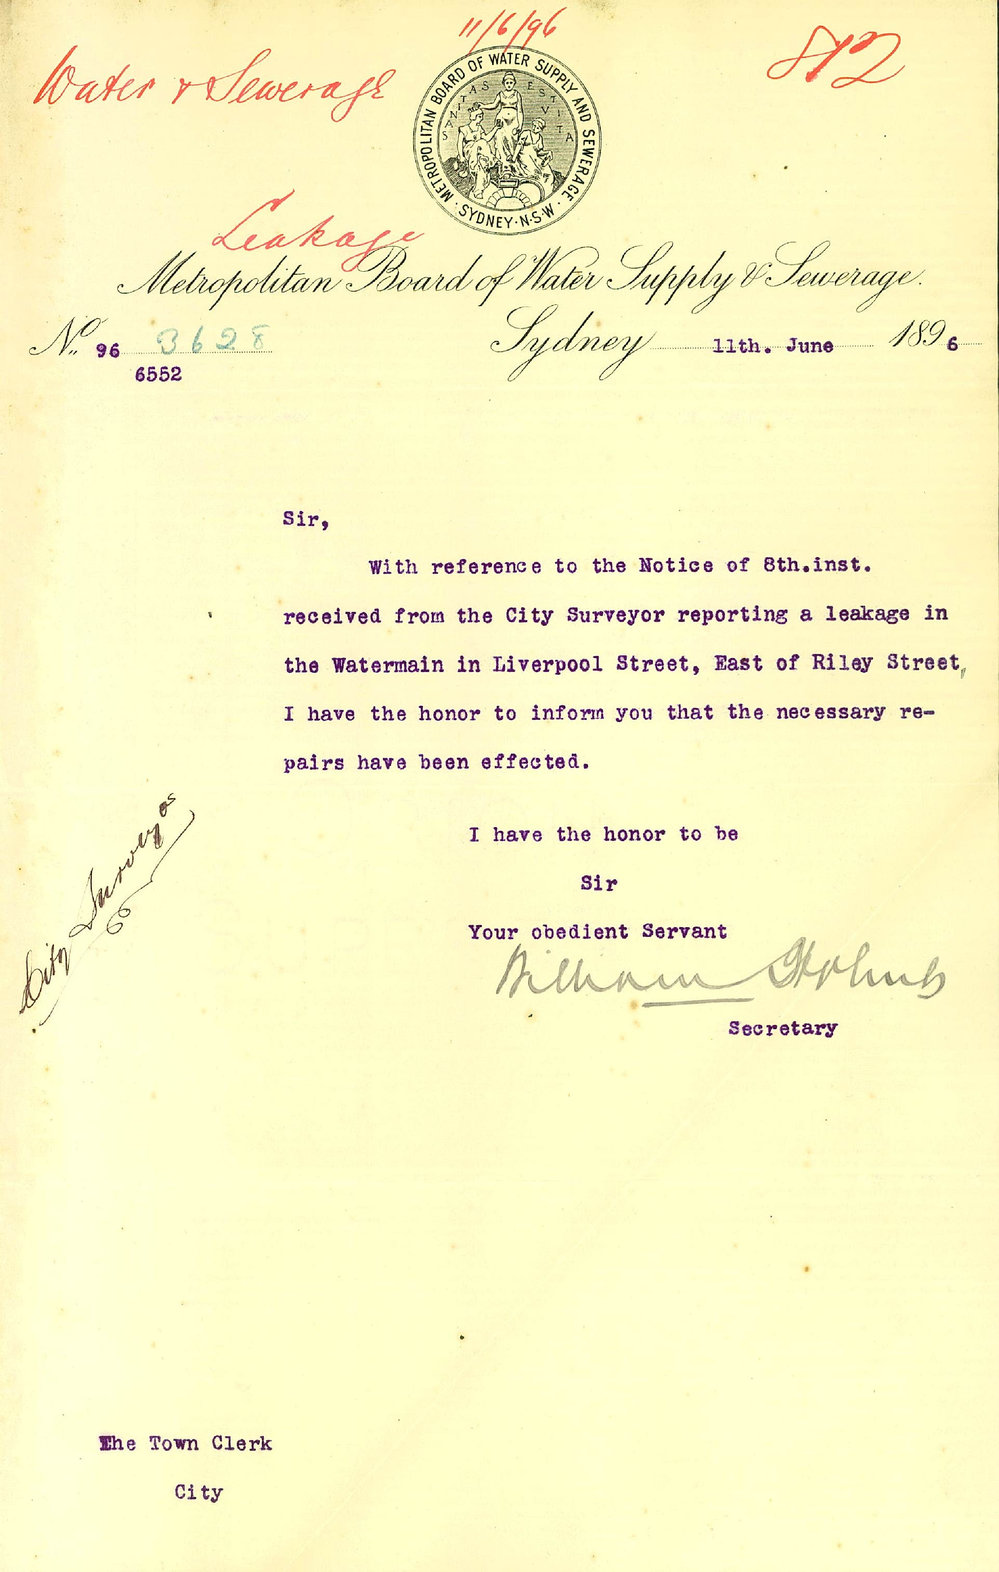 11/6/96
812
Water & Sewerage
METROPOLITAN BOARD OF WATER SUPPLY AND SEWERAGE.
SANITAS EST VITA
· SYDNEY · N · S · W ·
Leakage
Metropolitan Board of Water Supply & Sewerage.
No. 96 3628
6552
Sydney 11th. June 1896
Sir,
With reference to the Notice of 8th.inst.
received from the City Surveyor reporting a leakage in
the Watermain in Liverpool Street, East of Riley Street,
I have the honor to inform you that the necessary re-
pairs have been effected.
I have the honor to be
Sir
Your obedient Servant
William Holmes
Secretary
City Surveyor
The Town Clerk
City